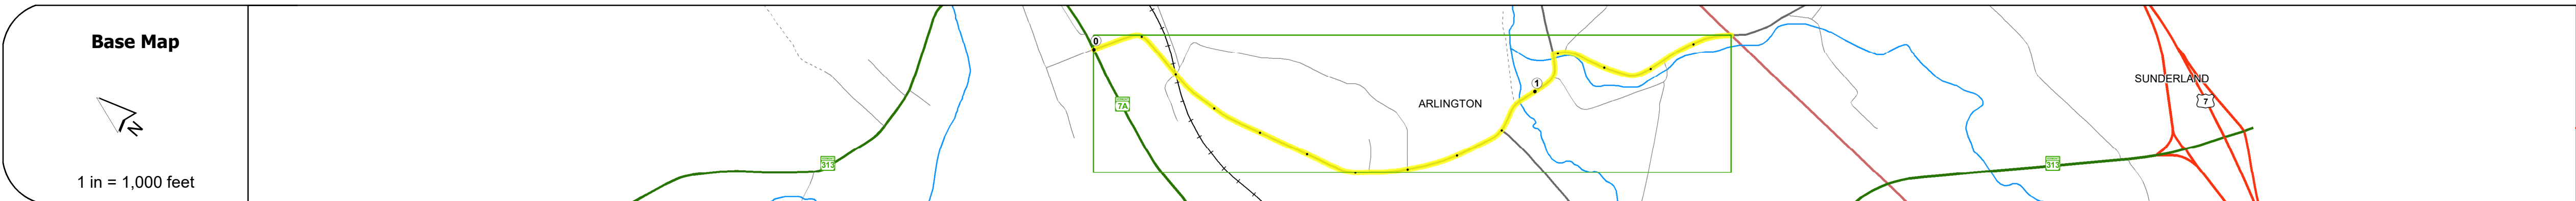 Base Map
N
1 in = 1,000 feet
313
0
7A
ARLINGTON
1
SUNDERLAND
7
313